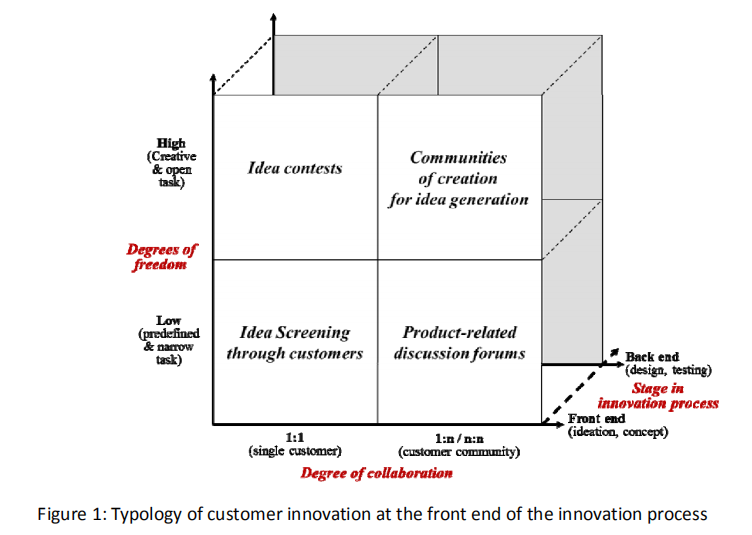 High
(Creative
& open
task)
Idea contests
Communities
of creation
for idea generation
Degrees of
freedom
Low
(predefined
& narrow
task)
Idea Screening
through customers
Product-related
discussion forums
Back end
(design, testing)
Stage in
innovation process
Front end
(ideation, concept)
1:1
(single customer)
1:n / n:n
(customer community)
Degree of collaboration
Figure 1: Typology of customer innovation at the front end of the innovation process